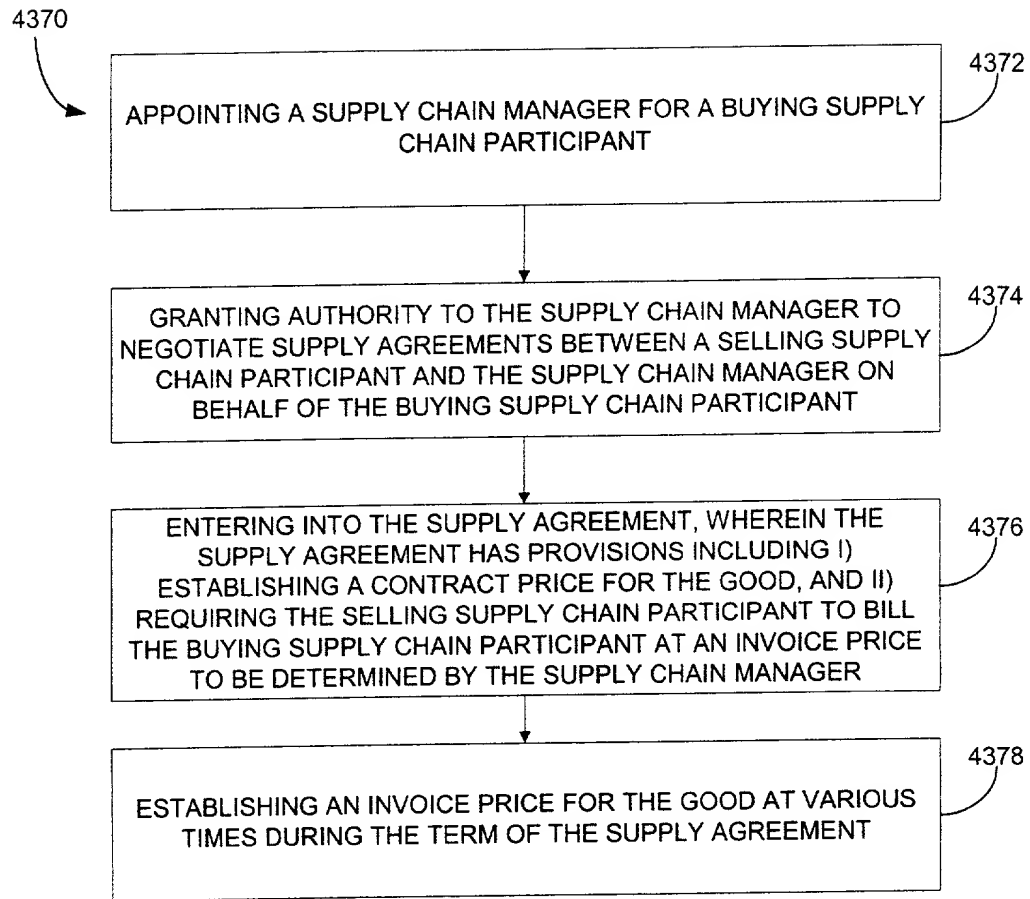 4370
4372
APPOINTING A SUPPLY CHAIN MANAGER FOR A BUYING SUPPLY
CHAIN PARTICIPANT
4374
GRANTING AUTHORITY TO THE SUPPLY CHAIN MANAGER TO
NEGOTIATE SUPPLY AGREEMENTS BETWEEN A SELLING SUPPLY
CHAIN PARTICIPANT AND THE SUPPLY CHAIN MANAGER ON
BEHALF OF THE BUYING SUPPLY CHAIN PARTICIPANT
4376
ENTERING INTO THE SUPPLY AGREEMENT, WHEREIN THE
SUPPLY AGREEMENT HAS PROVISIONS INCLUDING I)
ESTABLISHING A CONTRACT PRICE FOR THE GOOD, AND II)
REQUIRING THE SELLING SUPPLY CHAIN PARTICIPANT TO BILL
THE BUYING SUPPLY CHAIN PARTICIPANT AT AN INVOICE PRICE
TO BE DETERMINED BY THE SUPPLY CHAIN MANAGER
4378
ESTABLISHING AN INVOICE PRICE FOR THE GOOD AT VARIOUS
TIMES DURING THE TERM OF THE SUPPLY AGREEMENT